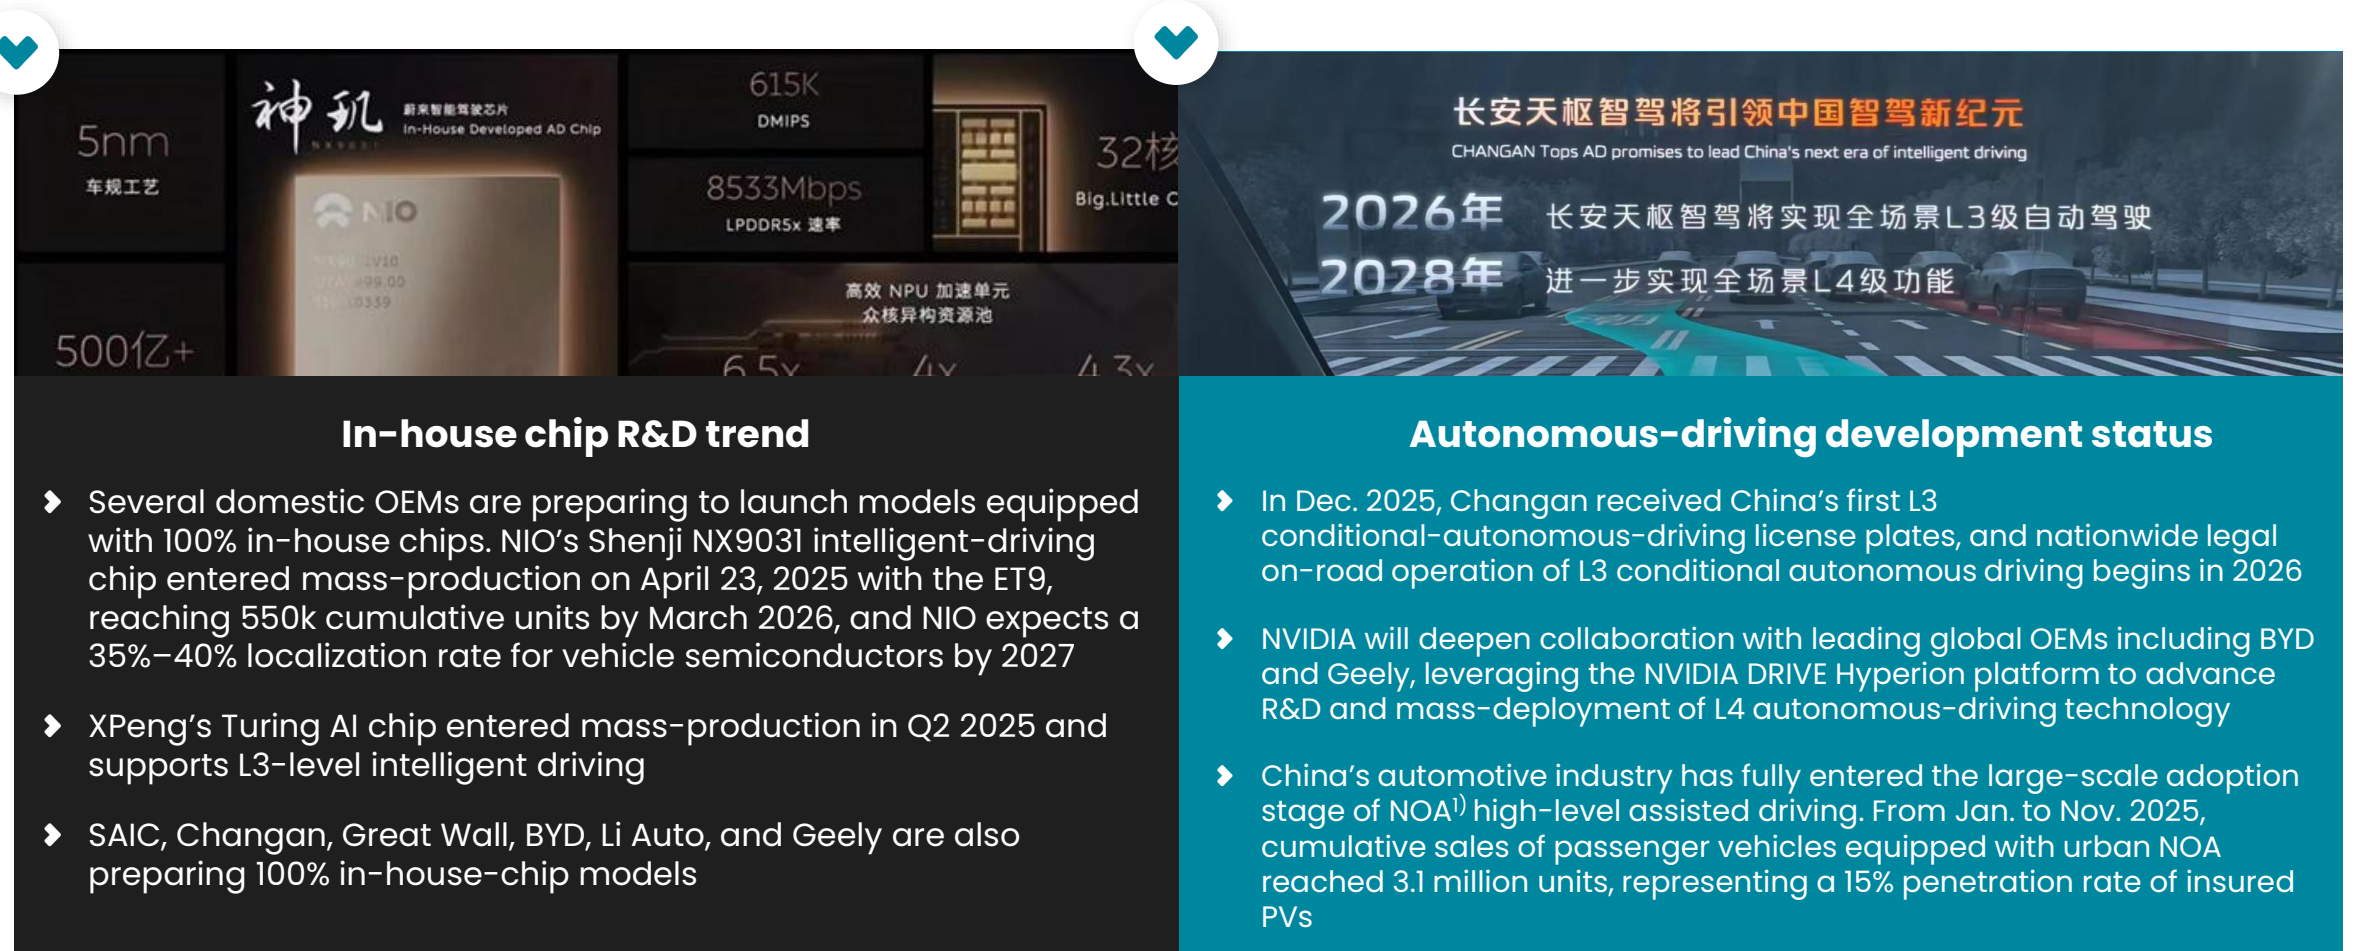 5nm
车规工艺
500亿+
神玑
蔚来智能驾驶芯片
In-House Developed AD Chip
NX9031
NIO
615K
DMIPS
8533Mbps
LPDDR5x 速率
32核
Big.Little C
高效 NPU 加速单元
众核异构资源池
6.5x 4x 4.3x
长安天枢智驾将引领中国智驾新纪元
CHANGAN Tops AD promises to lead China's next era of intelligent driving
2026年 长安天枢智驾将实现全场景L3级自动驾驶
2028年 进一步实现全场景L4级功能
In-house chip R&D trend
Several domestic OEMs are preparing to launch models equipped
with 100% in-house chips. NIO’s Shenji NX9031 intelligent-driving
chip entered mass-production on April 23, 2025 with the ET9,
reaching 550k cumulative units by March 2026, and NIO expects a
35%–40% localization rate for vehicle semiconductors by 2027
XPeng’s Turing AI chip entered mass-production in Q2 2025 and
supports L3-level intelligent driving
SAIC, Changan, Great Wall, BYD, Li Auto, and Geely are also
preparing 100% in-house-chip models
Autonomous-driving development status
In Dec. 2025, Changan received China’s first L3
conditional-autonomous-driving license plates, and nationwide legal
on-road operation of L3 conditional autonomous driving begins in 2026
NVIDIA will deepen collaboration with leading global OEMs including BYD
and Geely, leveraging the NVIDIA DRIVE Hyperion platform to advance
R&D and mass-deployment of L4 autonomous-driving technology
China’s automotive industry has fully entered the large-scale adoption
stage of NOA1) high-level assisted driving. From Jan. to Nov. 2025,
cumulative sales of passenger vehicles equipped with urban NOA
reached 3.1 million units, representing a 15% penetration rate of insured
PVs